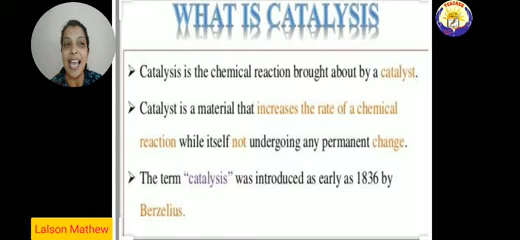 WHAT IS CATALYSIS
➤ Catalysis is the chemical reaction brought about by a catalyst.
➤ Catalyst is a material that increases the rate of a chemical
reaction while itself not undergoing any permanent change.
➤ The term “catalysis” was introduced as early as 1836 by
Berzelius.
Lalson Mathew